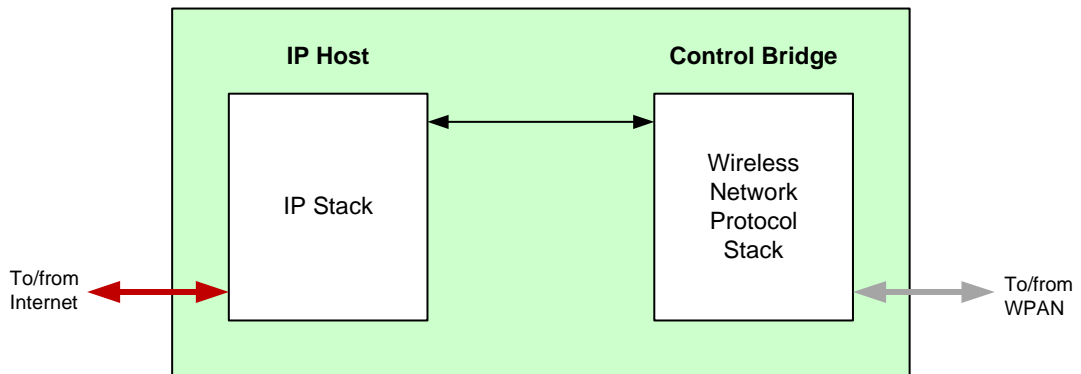 IP Host
Control Bridge
IP Stack
Wireless
Network
Protocol
Stack
To/from
Internet
To/from
WPAN